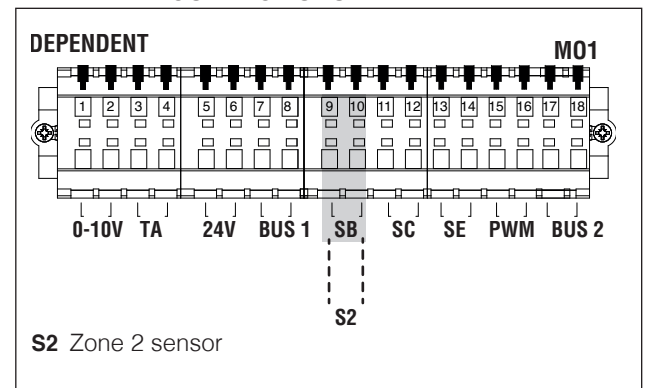 DEPENDENT
M01
1 2 3 4 5 6 7 8 9 10 11 12 13 14 15 16 17 18
0-10V TA 24V BUS 1 SB SC SE PWM BUS 2
S2
S2 Zone 2 sensor